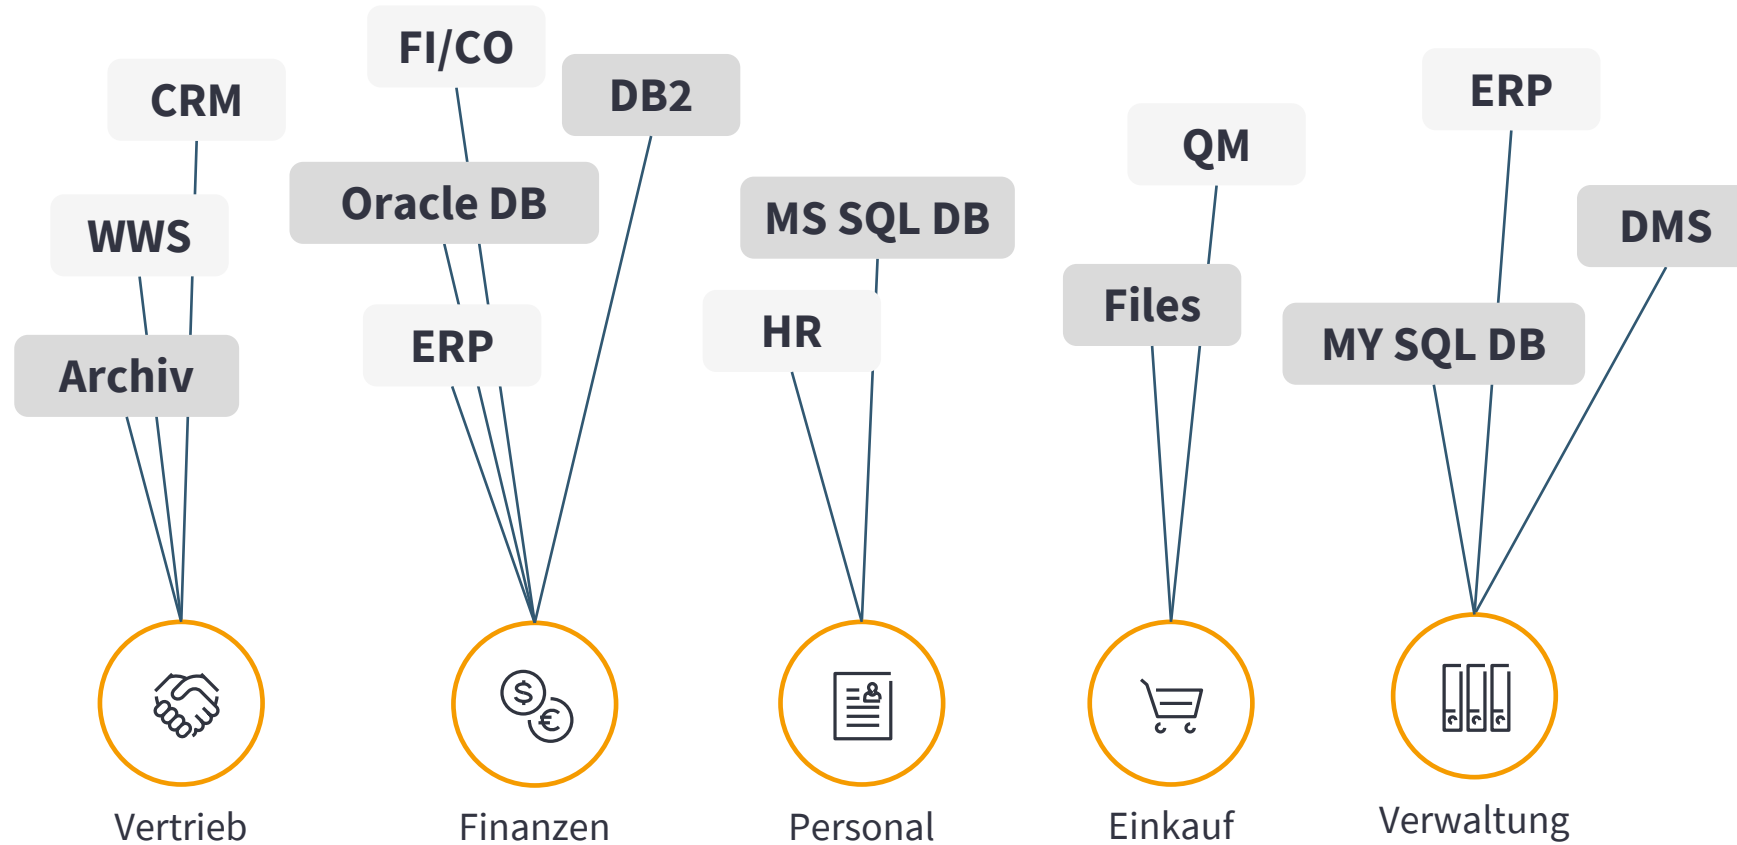 FI/CO
CRM
DB2
ERP
QM
Oracle DB
MS SQL DB
WWS
DMS
Files
HR
ERP
MY SQL DB
Archiv
$
€
Vertrieb
Finanzen
Personal
Einkauf
Verwaltung